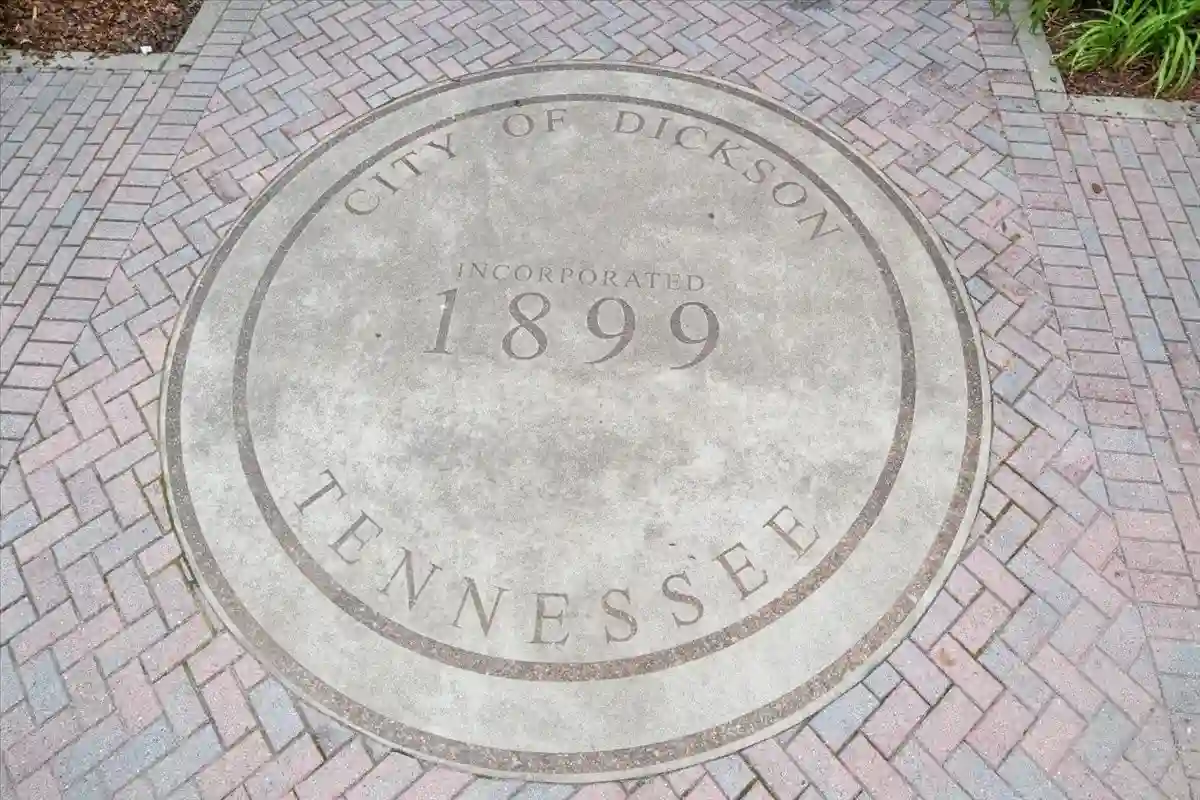 CITY OF DICKSON
INCORPORATED
1899
TENNESSEE